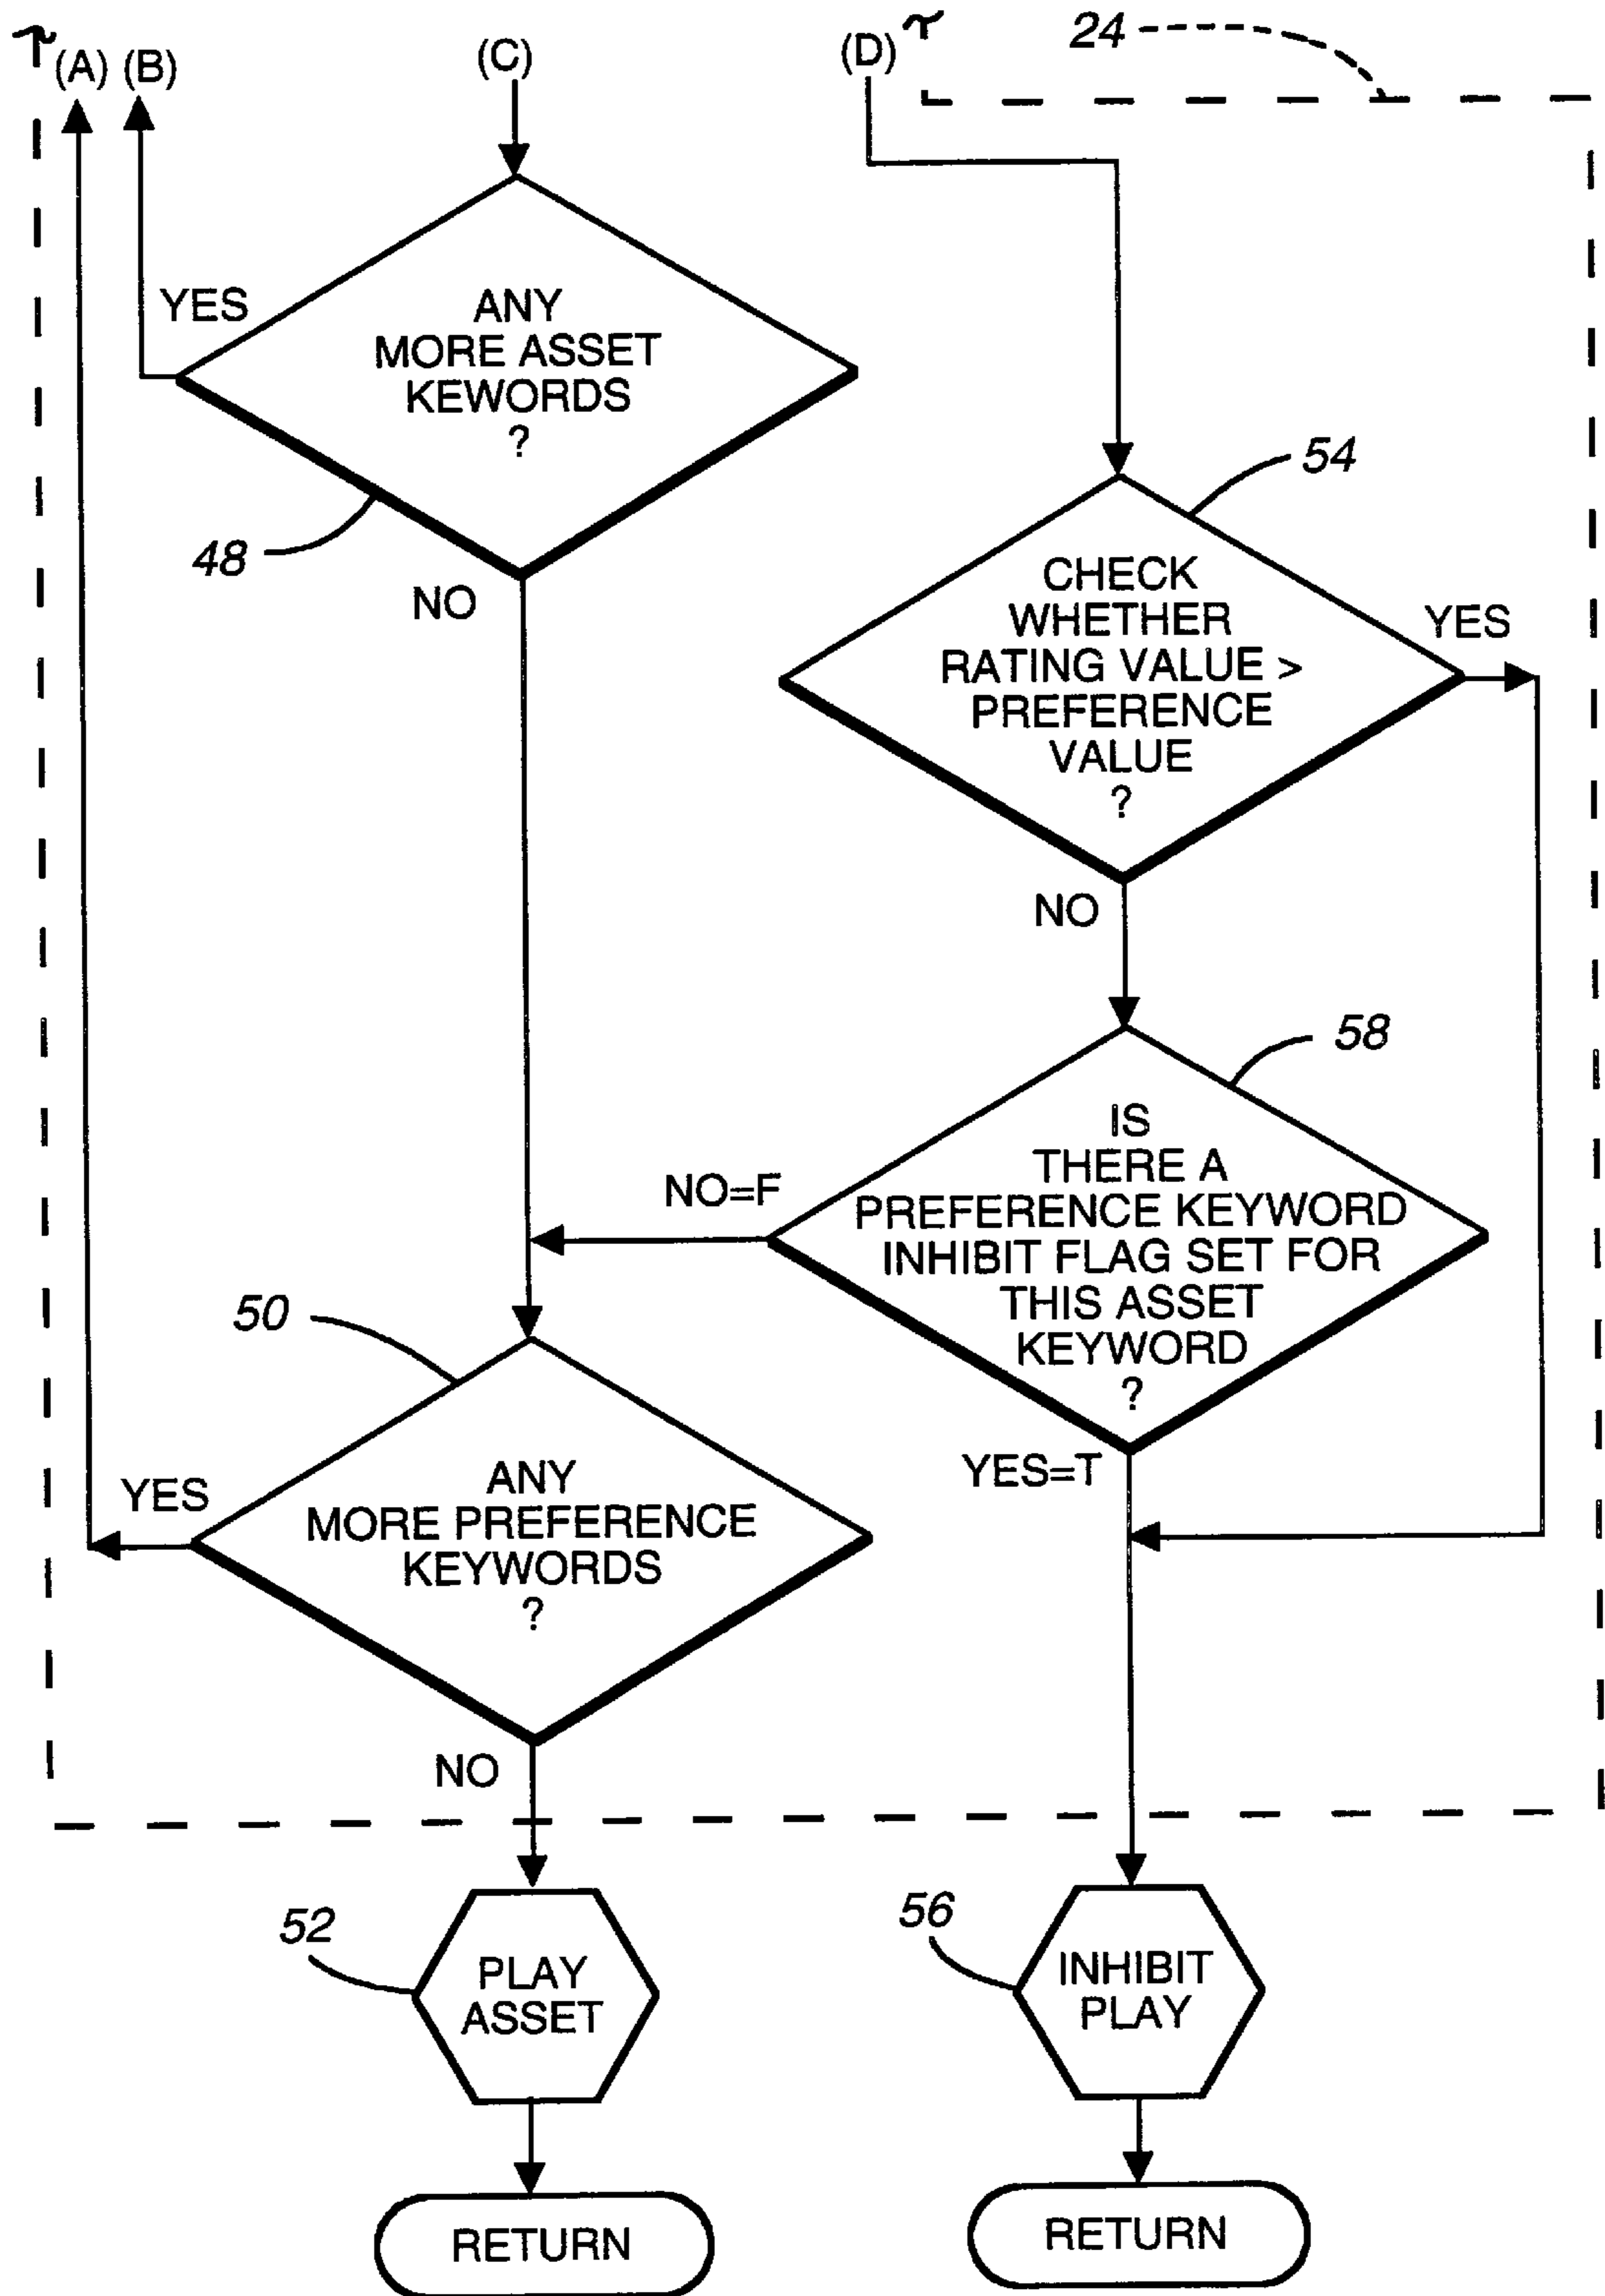 (A) (B)
(C)
(D)
24
YES
ANY
MORE ASSET
KEWORDS
?
48
NO
54
CHECK
WHETHER
RATING VALUE >
PREFERENCE
VALUE
?
YES
NO
58
IS
THERE A
PREFERENCE KEYWORD
INHIBIT FLAG SET FOR
THIS ASSET
KEYWORD
?
NO=F
YES=T
50
ANY
MORE PREFERENCE
KEYWORDS
?
YES
NO
52
PLAY
ASSET
56
INHIBIT
PLAY
RETURN
RETURN